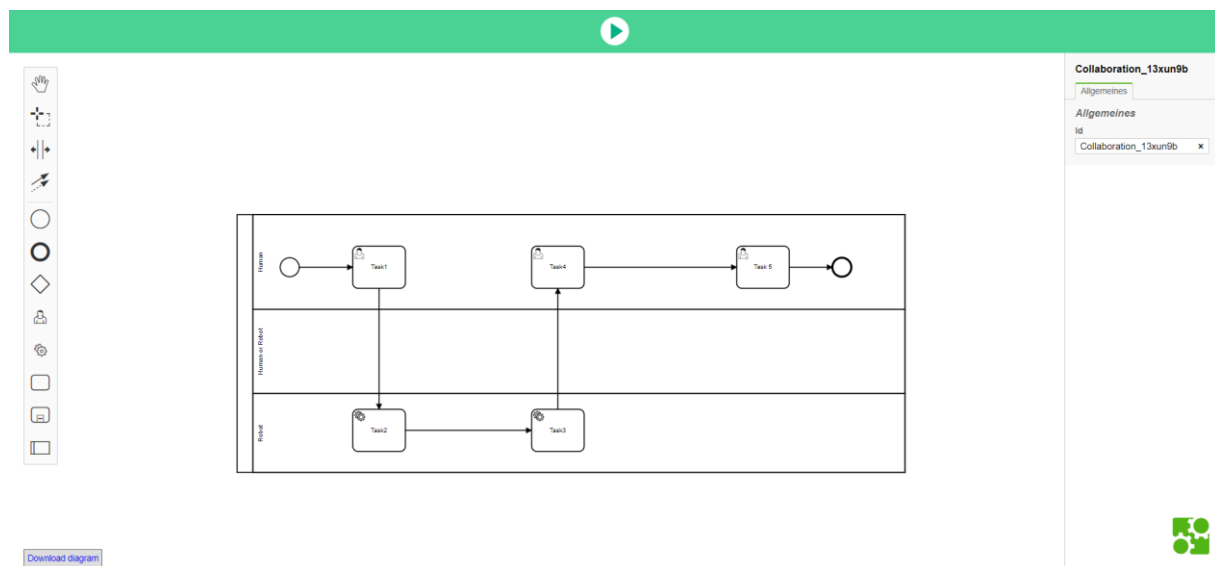 Collaboration_13xun9b
Allgemeines
Allgemeines
Id
Collaboration_13xun9b x
Human
Task1
Task4
Task 5
Human or Robot
Robot
Task2
Task3
Download diagram